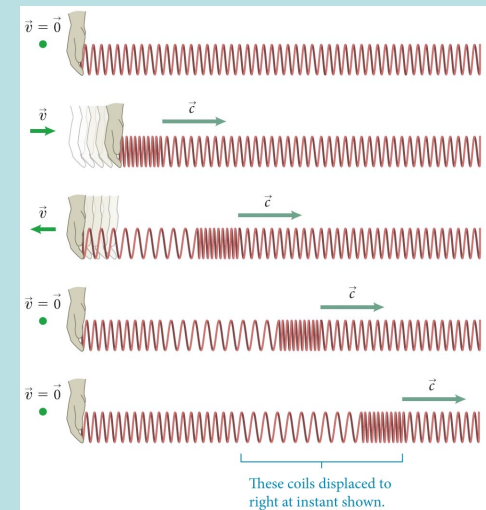 v⃗ = 0⃗
v⃗
c⃗
v⃗
c⃗
v⃗ = 0⃗
c⃗
v⃗ = 0⃗
c⃗
These coils displaced to
right at instant shown.